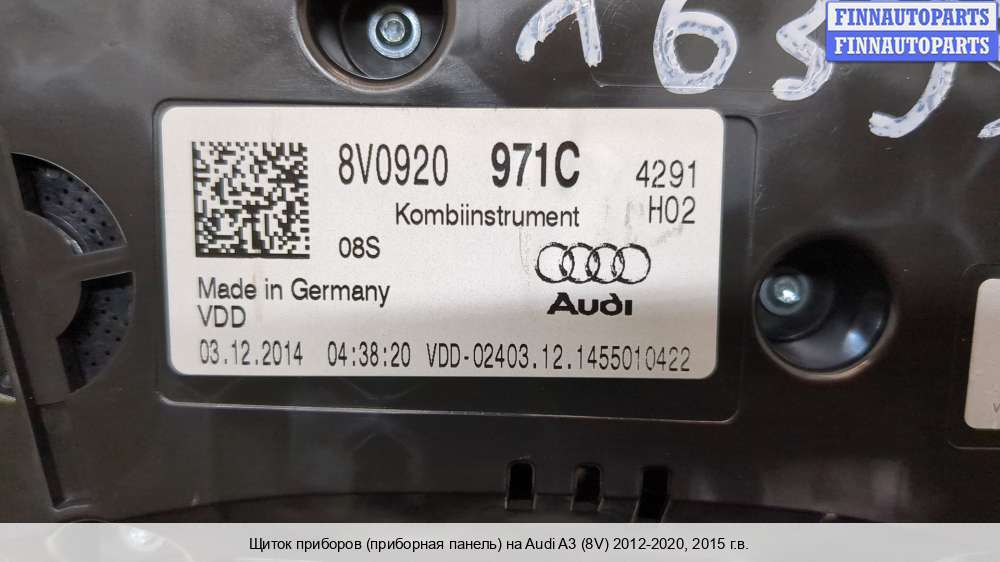 FINNAUTOPARTS
FINNAUTOPARTS
8V0920 971C 4291
Kombiinstrument H02
08S
Audi
Made in Germany
VDD
03.12.2014 04:38:20 VDD-02403.12.1455010422
Щиток приборов (приборная панель) на Audi A3 (8V) 2012-2020, 2015 г.в.